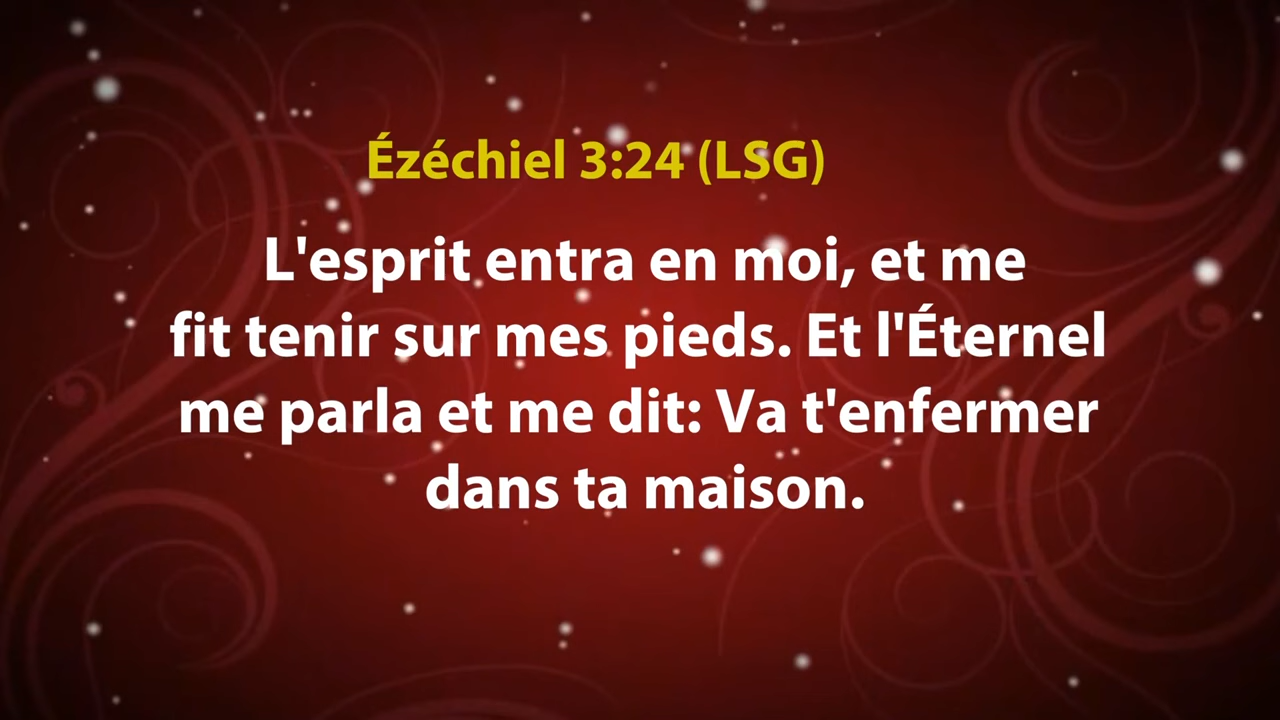 Ézéchiel 3:24 (LSG)
L'esprit entra en moi, et me
fit tenir sur mes pieds. Et l'Éternel
me parla et me dit: Va t'enfermer
dans ta maison.